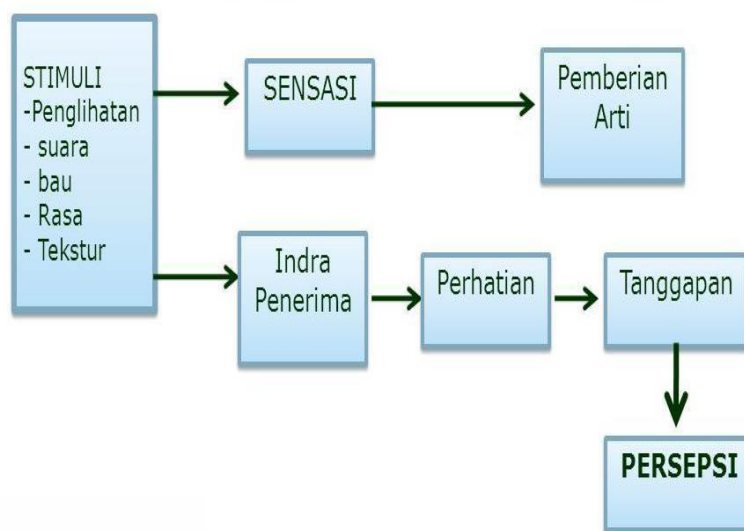 STIMULI
-Penglihatan
- suara
- bau
- Rasa
- Tekstur
SENSASI
Pemberian
Arti
Indra
Penerima
Perhatian
Tanggapan
PERSEPSI